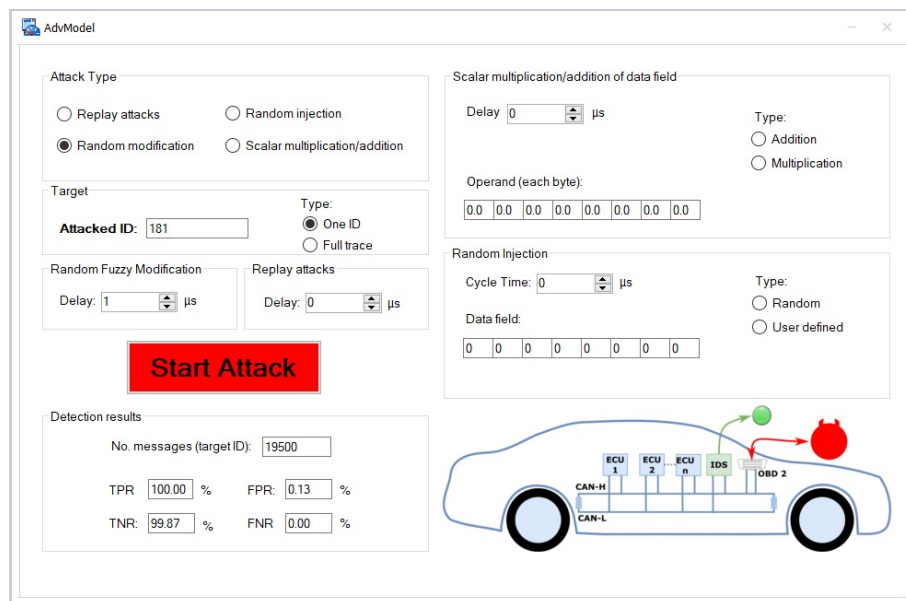 AdvModel
Attack Type
Replay attacks
Random injection
Random modification
Scalar multiplication/addition
Target
Attacked ID: 181
Type:
One ID
Full trace
Random Fuzzy Modification
Delay: 1 µs
Replay attacks
Delay: 0 µs
Start Attack
Detection results
No. messages (target ID): 19500
TPR 100.00 % FPR: 0.13 %
TNR: 99.87 % FNR 0.00 %
Scalar multiplication/addition of data field
Delay 0 µs
Type:
Addition
Multiplication
Operand (each byte):
0.0 0.0 0.0 0.0 0.0 0.0 0.0 0.0
Random Injection
Cycle Time: 0 µs
Type:
Random
User defined
Data field:
0 0 0 0 0 0 0 0
ECU 1
ECU 2
ECU n
IDS
OBD 2
CAN-H
CAN-L